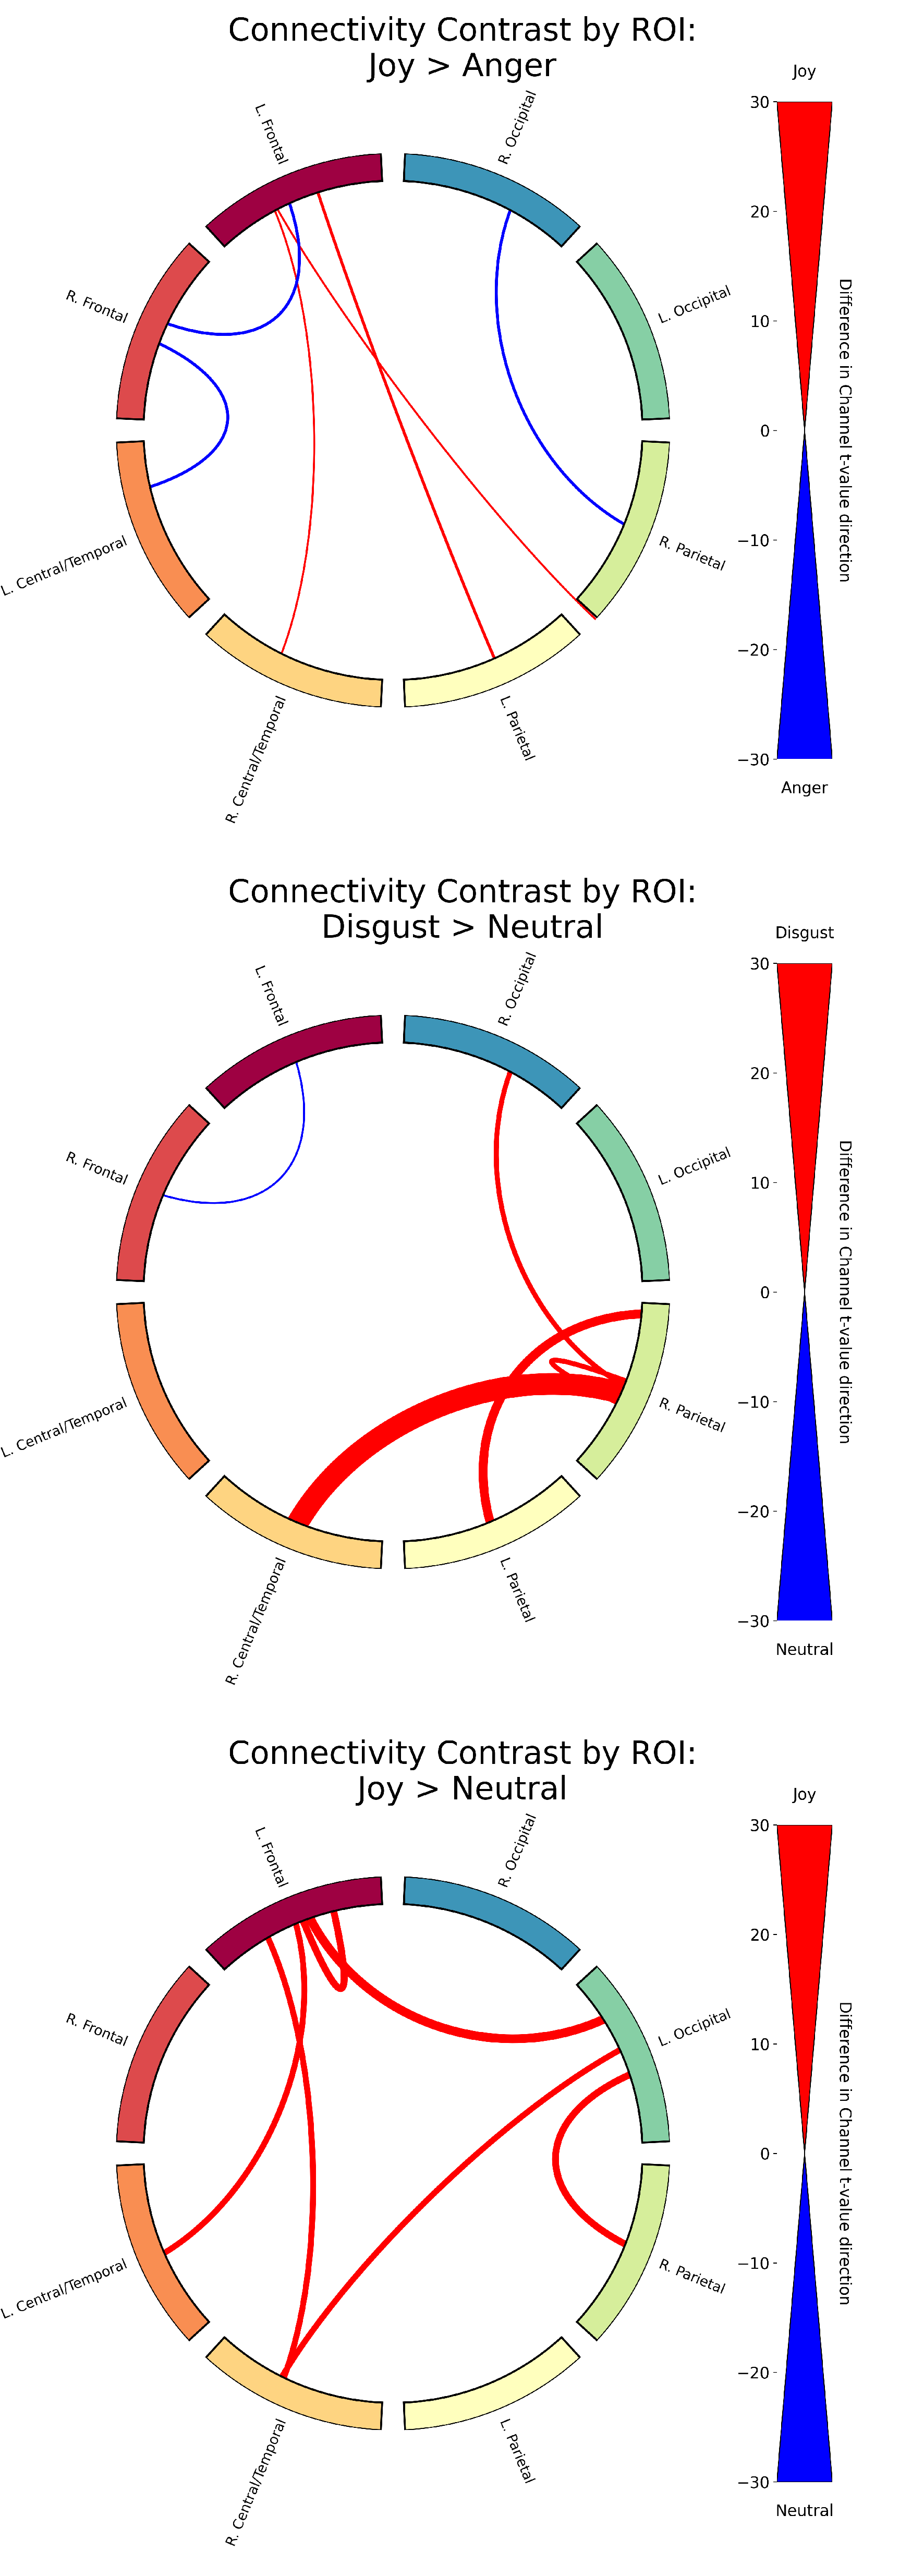 Connectivity Contrast by ROI:
Joy > Anger
Joy
L. Frontal
R. Occipital
R. Frontal
L. Occipital
L. Central/Temporal
R. Parietal
R. Central/Temporal
L. Parietal
30
20
10
0
−10
−20
−30
Difference in Channel t-value direction
Anger
Connectivity Contrast by ROI:
Disgust > Neutral
Disgust
L. Frontal
R. Occipital
R. Frontal
L. Occipital
L. Central/Temporal
R. Parietal
R. Central/Temporal
L. Parietal
30
20
10
0
−10
−20
−30
Difference in Channel t-value direction
Neutral
Connectivity Contrast by ROI:
Joy > Neutral
Joy
L. Frontal
R. Occipital
R. Frontal
L. Occipital
L. Central/Temporal
R. Parietal
R. Central/Temporal
L. Parietal
30
20
10
0
−10
−20
−30
Difference in Channel t-value direction
Neutral